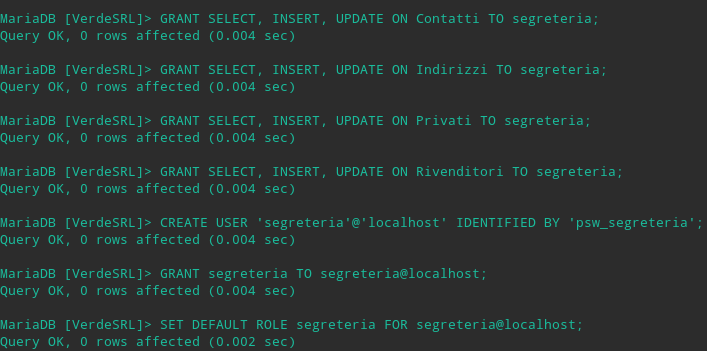 MariaDB [VerdeSRL]> GRANT SELECT, INSERT, UPDATE ON Contatti TO segreteria;
Query OK, 0 rows affected (0.004 sec)
MariaDB [VerdeSRL]> GRANT SELECT, INSERT, UPDATE ON Indirizzi TO segreteria;
Query OK, 0 rows affected (0.004 sec)
MariaDB [VerdeSRL]> GRANT SELECT, INSERT, UPDATE ON Privati TO segreteria;
Query OK, 0 rows affected (0.004 sec)
MariaDB [VerdeSRL]> GRANT SELECT, INSERT, UPDATE ON Rivenditori TO segreteria;
Query OK, 0 rows affected (0.004 sec)
MariaDB [VerdeSRL]> CREATE USER 'segreteria'@'localhost' IDENTIFIED BY 'psw_segreteria';
Query OK, 0 rows affected (0.004 sec)
MariaDB [VerdeSRL]> GRANT segreteria TO segreteria@localhost;
Query OK, 0 rows affected (0.004 sec)
MariaDB [VerdeSRL]> SET DEFAULT ROLE segreteria FOR segreteria@localhost;
Query OK, 0 rows affected (0.002 sec)